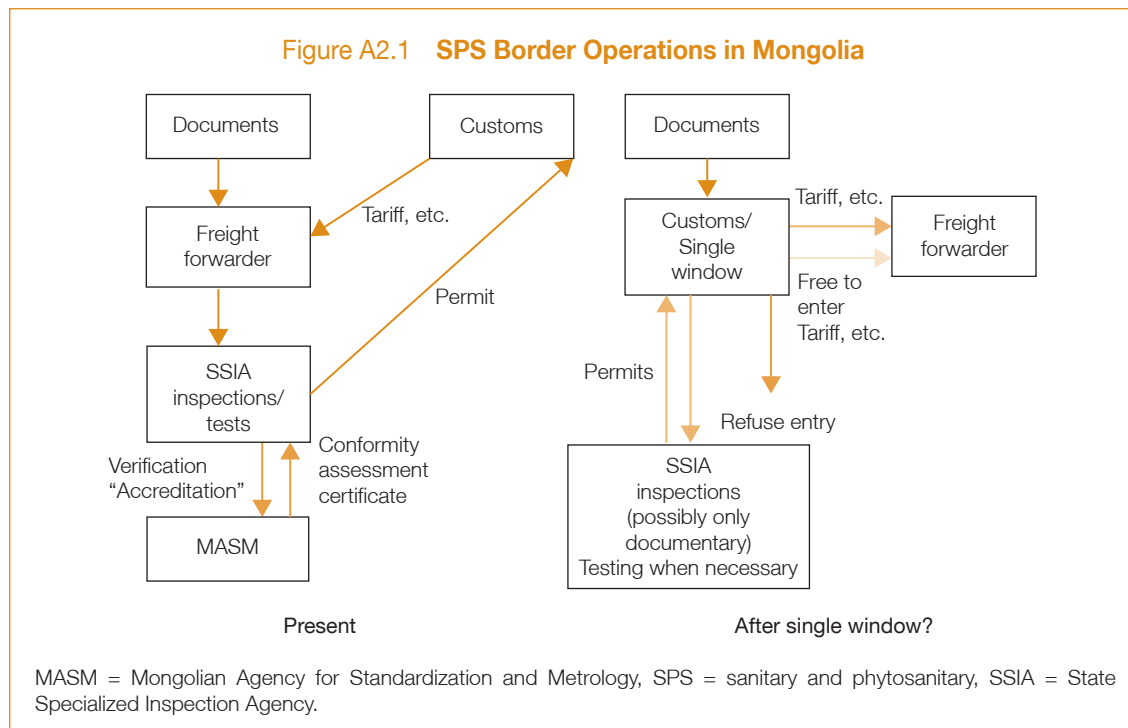 Figure A2.1 SPS Border Operations in Mongolia
Documents
Customs
Freight
forwarder
Tariff, etc.
Permit
SSIA
inspections/
tests
Verification
“Accreditation”
Conformity
assessment
certificate
MASM
Present
Documents
Customs/
Single
window
Tariff, etc.
Freight
forwarder
Free to
enter
Tariff, etc.
Permits
Refuse entry
SSIA
inspections
(possibly only
documentary)
Testing when necessary
After single window?
MASM = Mongolian Agency for Standardization and Metrology, SPS = sanitary and phytosanitary, SSIA = State
Specialized Inspection Agency.